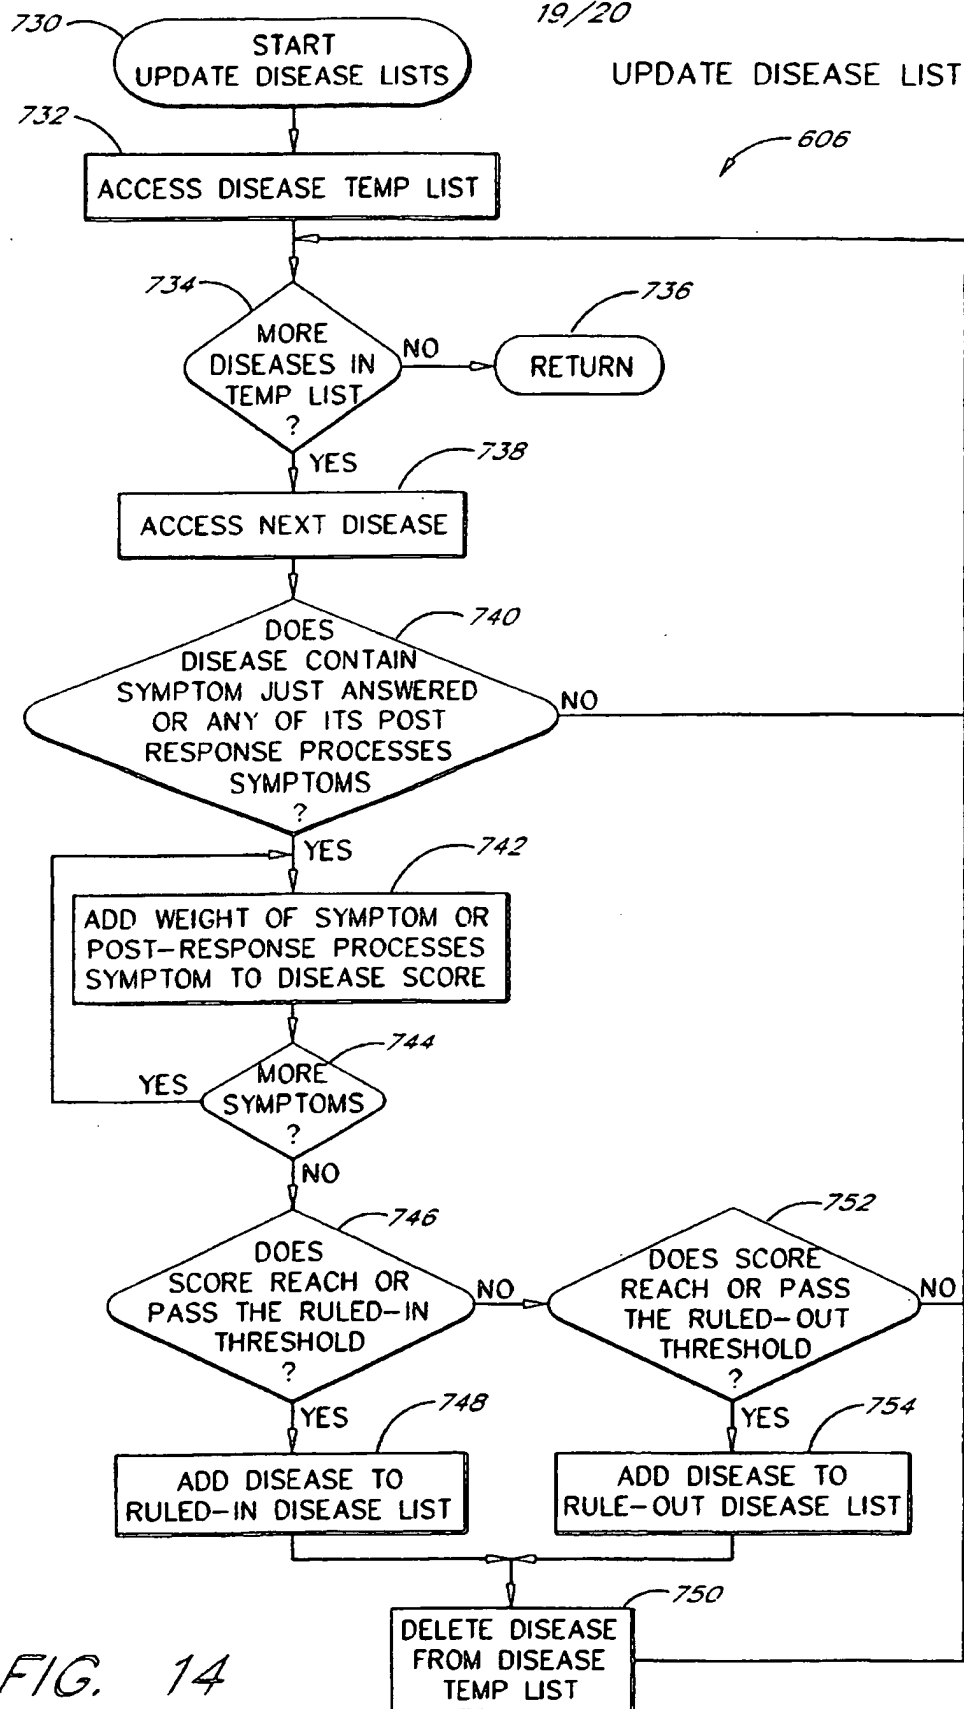 19/20
730
START
UPDATE DISEASE LISTS
UPDATE DISEASE LIST
732
606
ACCESS DISEASE TEMP LIST
734
736
MORE
DISEASES IN
TEMP LIST
?
NO
RETURN
YES
738
ACCESS NEXT DISEASE
740
DOES
DISEASE CONTAIN
SYMPTOM JUST ANSWERED
OR ANY OF ITS POST
RESPONSE PROCESSES
SYMPTOMS
?
NO
YES
742
ADD WEIGHT OF SYMPTOM OR
POST-RESPONSE PROCESSES
SYMPTOM TO DISEASE SCORE
744
MORE
SYMPTOMS
?
YES
NO
746
752
DOES
SCORE REACH OR
PASS THE RULED-IN
THRESHOLD
?
NO
DOES SCORE
REACH OR PASS
THE RULED-OUT
THRESHOLD
?
NO
YES
748
YES
754
ADD DISEASE TO
RULED-IN DISEASE LIST
ADD DISEASE TO
RULE-OUT DISEASE LIST
750
DELETE DISEASE
FROM DISEASE
TEMP LIST
FIG. 14